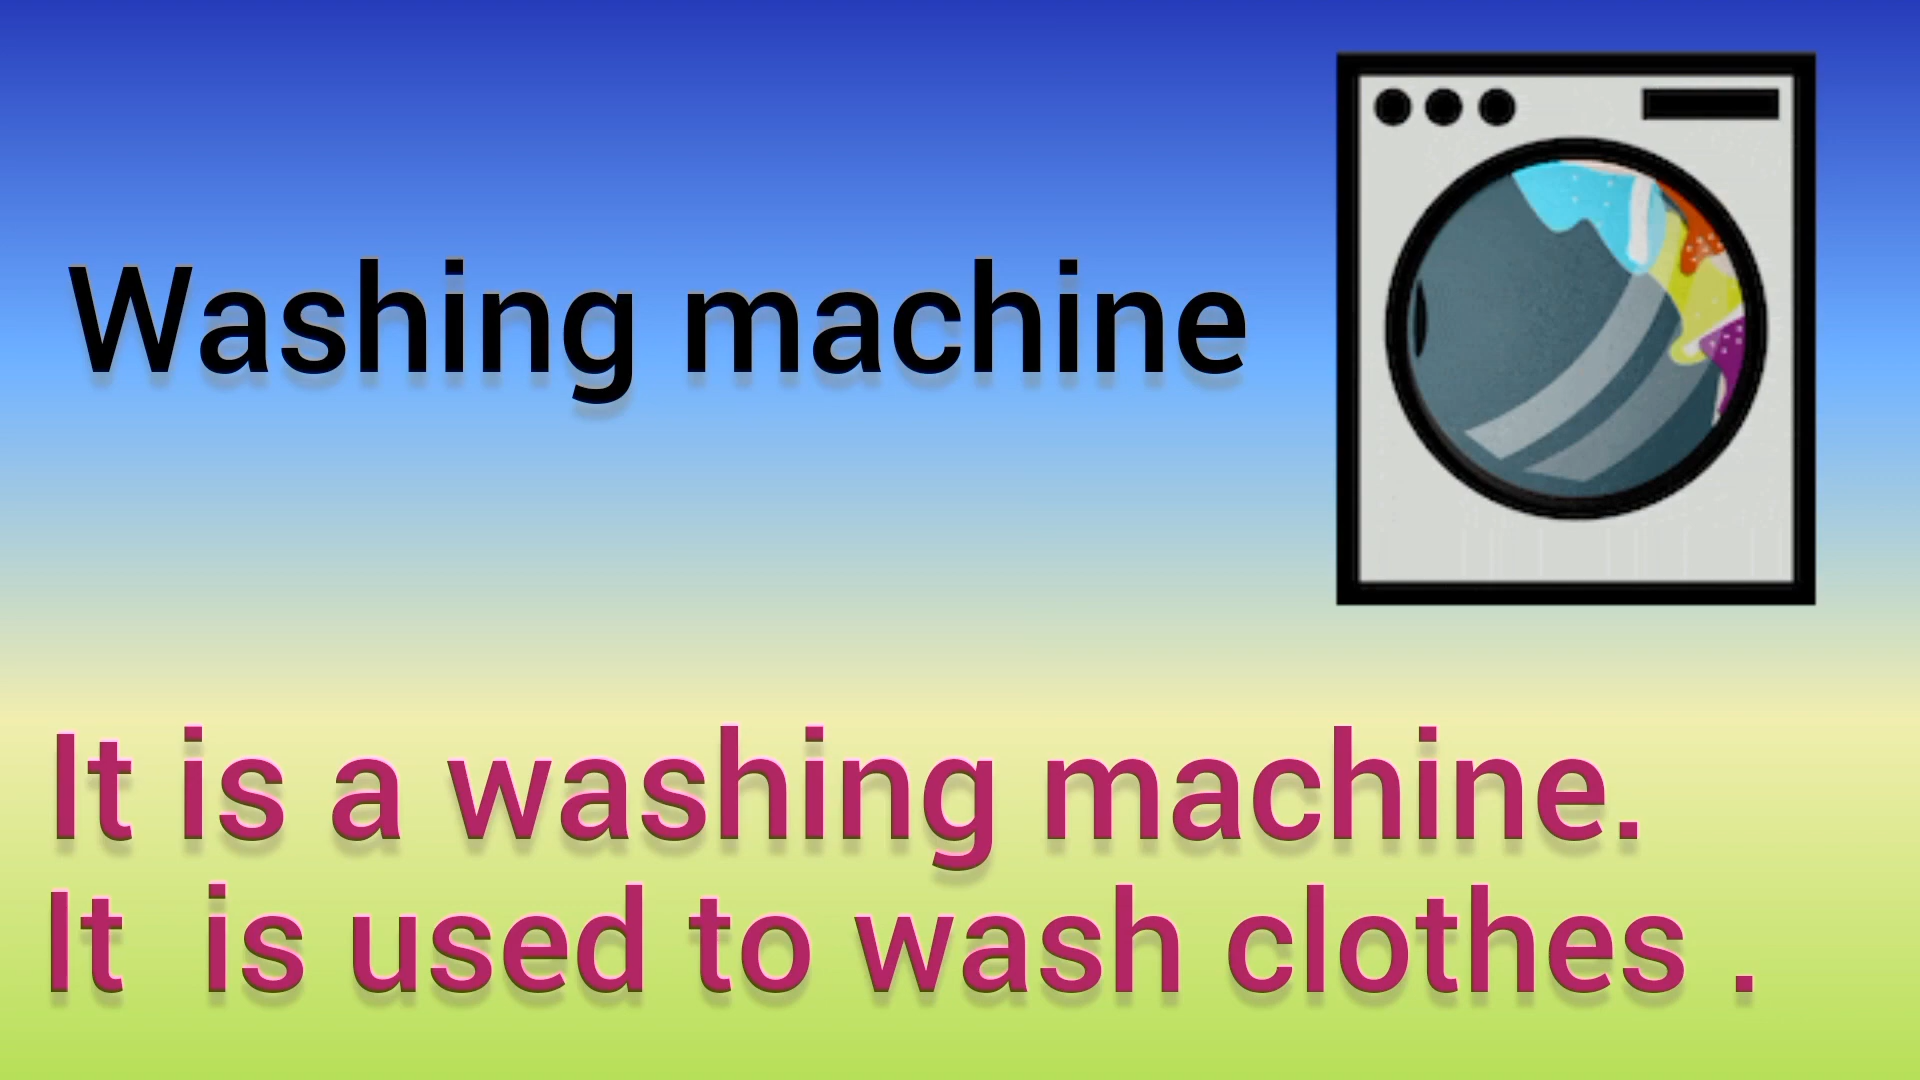 Washing machine
It is a washing machine.
It  is used to wash clothes .